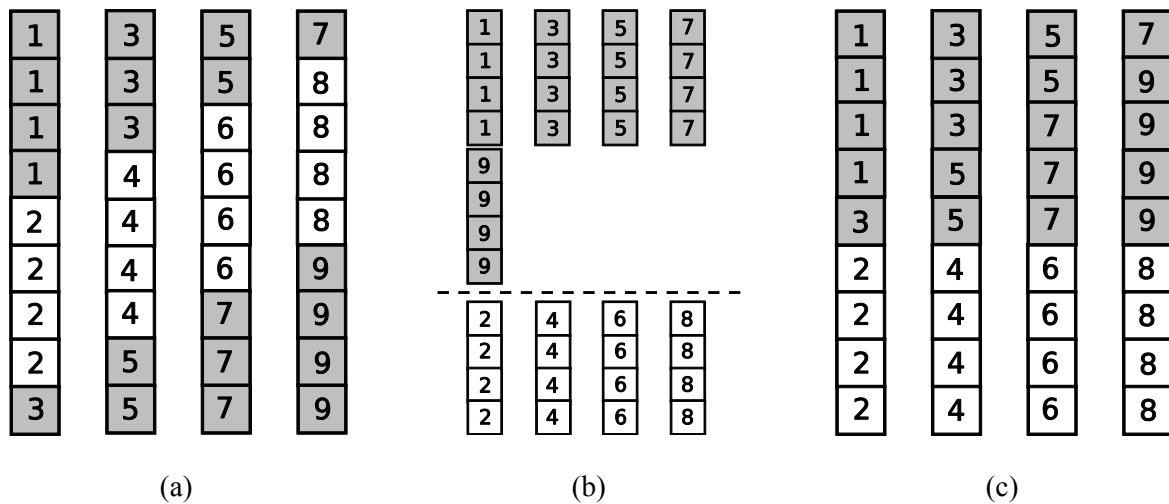 1 3 5 7
1 3 5 8
1 3 6 8
1 4 6 8
2 4 6 8
2 4 6 9
2 4 7 9
2 5 7 9
3 5 7 9
(a)
1 3 5 7
1 3 5 7
1 3 5 7
1 3 5 7
9
9
9
9
2 4 6 8
2 4 6 8
2 4 6 8
2 4 6 8
(b)
1 3 5 7
1 3 5 9
1 3 7 9
1 5 7 9
3 5 7 9
2 4 6 8
2 4 6 8
2 4 6 8
2 4 6 8
(c)